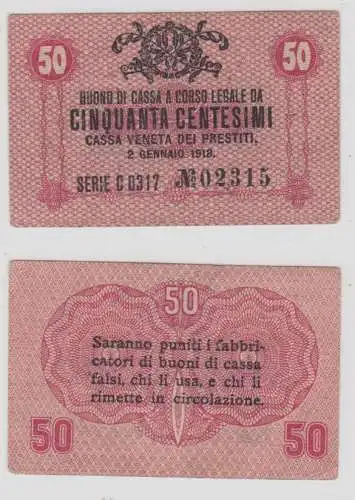 50 50
BUONO DI CASSA A CORSO LEGALE DA
CINQUANTA CENTESIMI
CASSA VENETA DEI PRESTITI.
2 GENNAIO 1918.
SERIE C 0317 № 02315
50
Saranno puniti i fabbri-
catori di buoni di cassa
falsi, chi li usa, e chi li
rimette in circolazione.
50 50